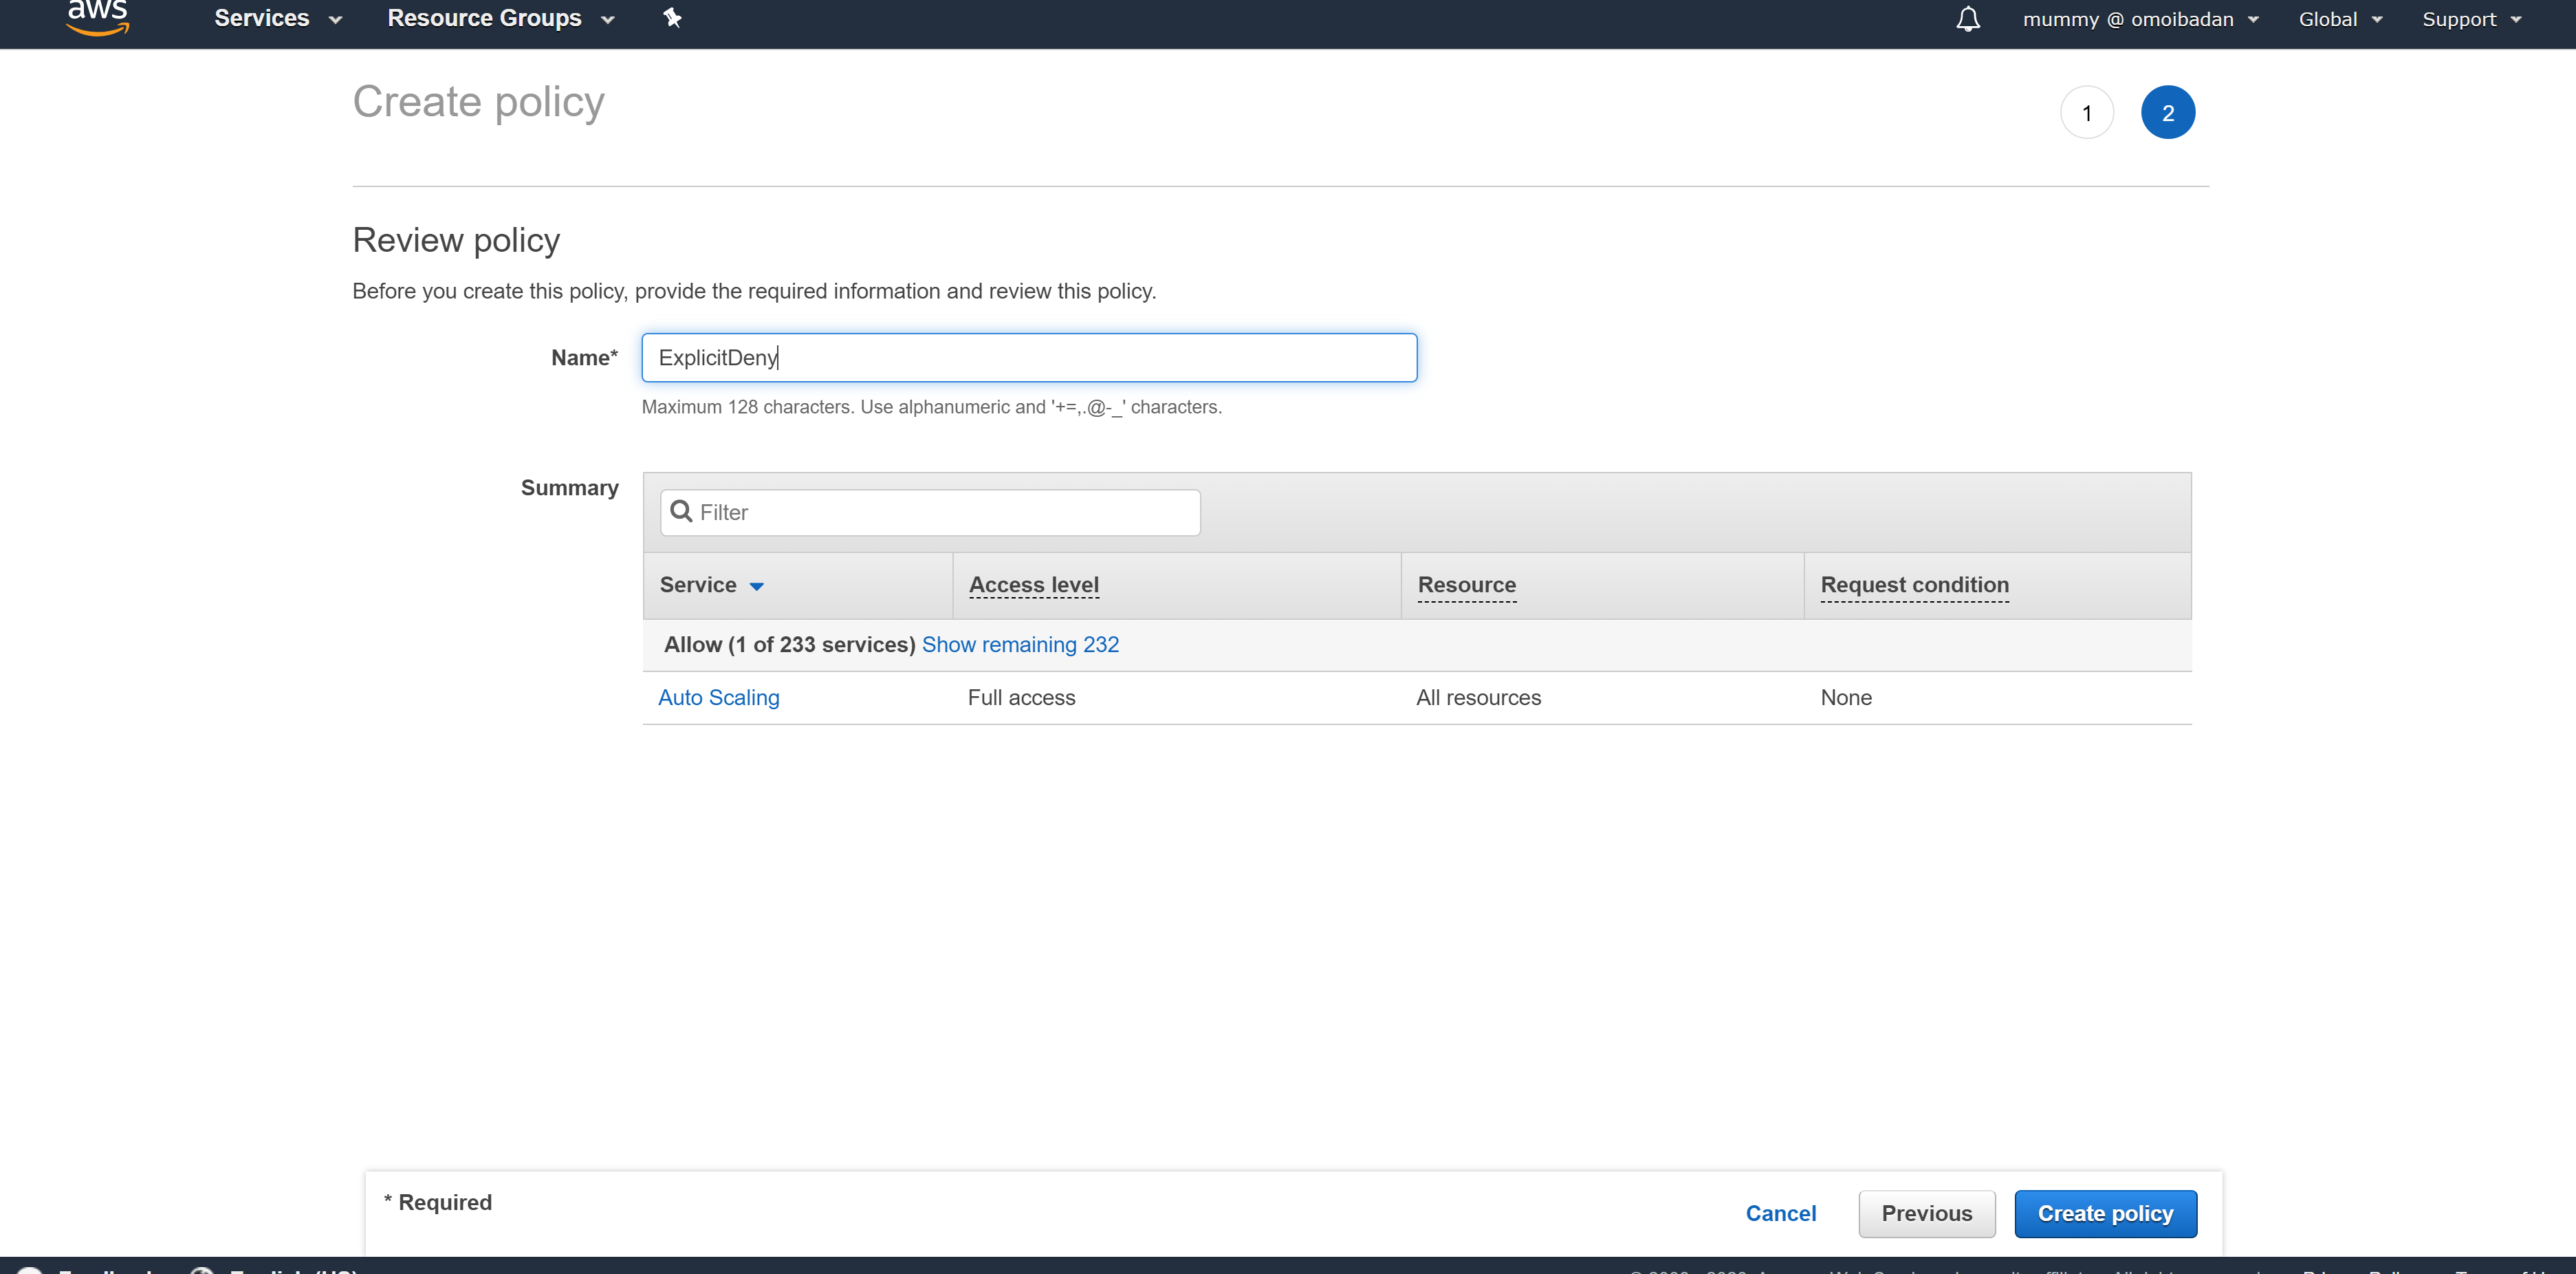 aws Services Resource Groups mummy @ omoibadan Global Support
Create policy
1 2
Review policy
Before you create this policy, provide the required information and review this policy.
Name* ExplicitDeny
Maximum 128 characters. Use alphanumeric and '+=,.@-_' characters.
Summary
Filter
Service Access level Resource Request condition
Allow (1 of 233 services) Show remaining 232
Auto Scaling Full access All resources None
* Required
Cancel Previous Create policy